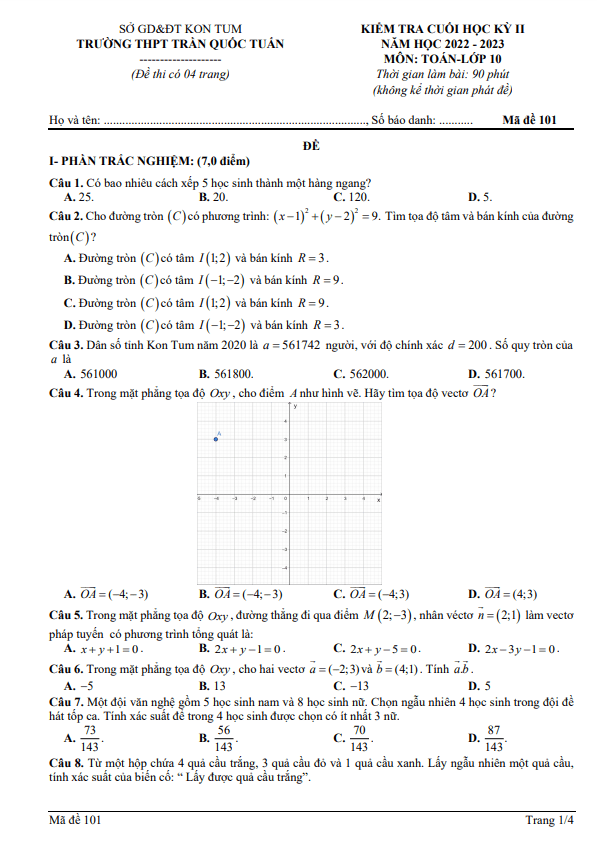 SỞ GD&ĐT KON TUM
TRƯỜNG THPT TRẦN QUỐC TUẤN
--------------------
(Đề thi có 04 trang)
KIỂM TRA CUỐI HỌC KỲ II
NĂM HỌC 2022 - 2023
MÔN: TOÁN-LỚP 10
Thời gian làm bài: 90 phút
(không kể thời gian phát đề)
Họ và tên: ............................................................................, Số báo danh: ........... Mã đề 101
ĐỀ
I- PHẦN TRẮC NGHIỆM: (7,0 điểm)
Câu 1. Có bao nhiêu cách xếp 5 học sinh thành một hàng ngang?
A. 25. B. 20. C. 120. D. 5.
Câu 2. Cho đường tròn (C) có phương trình: (x−1)² + (y−2)² = 9. Tìm tọa độ tâm và bán kính của đường
tròn (C)?
A. Đường tròn (C) có tâm I(1;2) và bán kính R = 3.
B. Đường tròn (C) có tâm I(−1;−2) và bán kính R = 9.
C. Đường tròn (C) có tâm I(1;2) và bán kính R = 9.
D. Đường tròn (C) có tâm I(−1;−2) và bán kính R = 3.
Câu 3. Dân số tỉnh Kon Tum năm 2020 là a = 561742 người, với độ chính xác d = 200. Số quy tròn của
a là
A. 561000 B. 561800. C. 562000. D. 561700.
Câu 4. Trong mặt phẳng tọa độ Oxy, cho điểm A như hình vẽ. Hãy tìm tọa độ vectơ \overrightarrow{OA}?
y
4
A
3
2
1
−4 −3 −2 −1 0 1 2 3 4 x
−1
−2
−3
−4
A. \overrightarrow{OA} = (−4;−3) B. \overrightarrow{OA} = (−4;−3) C. \overrightarrow{OA} = (−4;3) D. \overrightarrow{OA} = (4;3)
Câu 5. Trong mặt phẳng tọa độ Oxy, đường thẳng đi qua điểm M(2;−3), nhân véctơ \vec{n} = (2;1) làm vectơ
pháp tuyến có phương trình tổng quát là:
A. x + y + 1 = 0. B. 2x + y − 1 = 0. C. 2x + y − 5 = 0. D. 2x − 3y − 1 = 0.
Câu 6. Trong mặt phẳng tọa độ Oxy, cho hai vectơ \vec{a} = (−2;3) và \vec{b} = (4;1). Tính \vec{a}.\vec{b}.
A. −5 B. 13 C. −13 D. 5
Câu 7. Một đội văn nghệ gồm 5 học sinh nam và 8 học sinh nữ. Chọn ngẫu nhiên 4 học sinh trong đội để
hát tốp ca. Tính xác suất để trong 4 học sinh được chọn có ít nhất 3 nữ.
A. 73/143. B. 56/143. C. 70/143. D. 87/143.
Câu 8. Từ một hộp chứa 4 quả cầu trắng, 3 quả cầu đỏ và 1 quả cầu xanh. Lấy ngẫu nhiên một quả cầu,
tính xác suất của biến cố: “ Lấy được quả cầu trắng”.
Mã đề 101 Trang 1/4